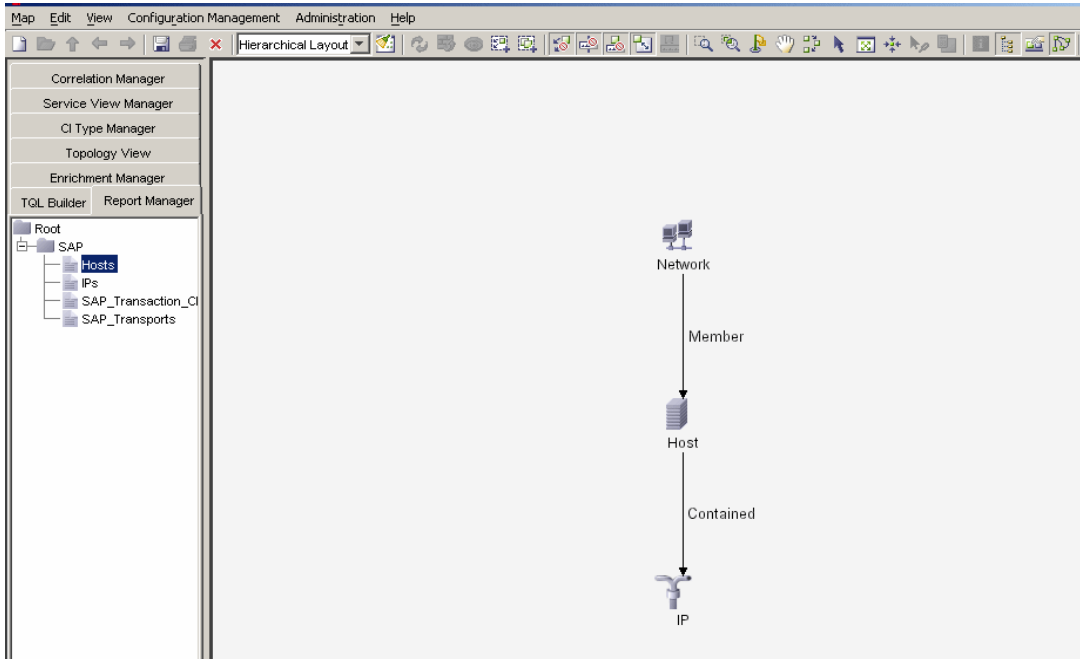 Map Edit View Configuration Management Administration Help
Hierarchical Layout
Correlation Manager
Service View Manager
CI Type Manager
Topology View
Enrichment Manager
TQL Builder Report Manager
Root
SAP
Hosts
IPs
SAP_Transaction_Cl
SAP_Transports
Network
Member
Host
Contained
IP